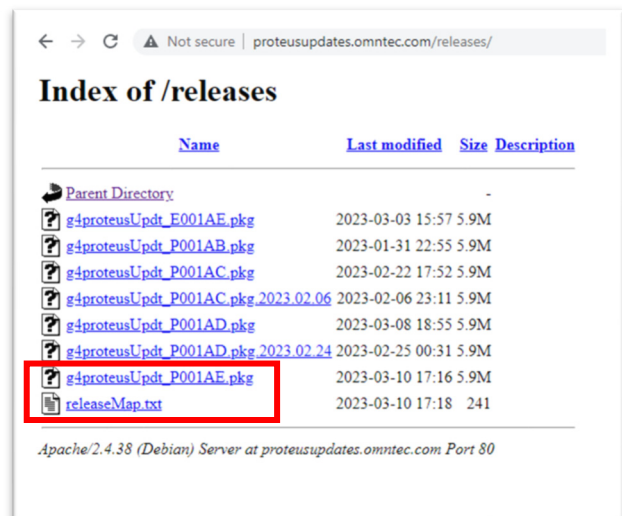 Not secure | proteusupdates.omntec.com/releases/
Index of /releases
Name Last modified Size Description
Parent Directory -
g4proteusUpdt_E001AE.pkg 2023-03-03 15:57 5.9M
g4proteusUpdt_P001AB.pkg 2023-01-31 22:55 5.9M
g4proteusUpdt_P001AC.pkg 2023-02-22 17:52 5.9M
g4proteusUpdt_P001AC.pkg.2023.02.06 2023-02-06 23:11 5.9M
g4proteusUpdt_P001AD.pkg 2023-03-08 18:55 5.9M
g4proteusUpdt_P001AD.pkg.2023.02.24 2023-02-25 00:31 5.9M
g4proteusUpdt_P001AE.pkg 2023-03-10 17:16 5.9M
releaseMap.txt 2023-03-10 17:18 241
Apache/2.4.38 (Debian) Server at proteusupdates.omntec.com Port 80